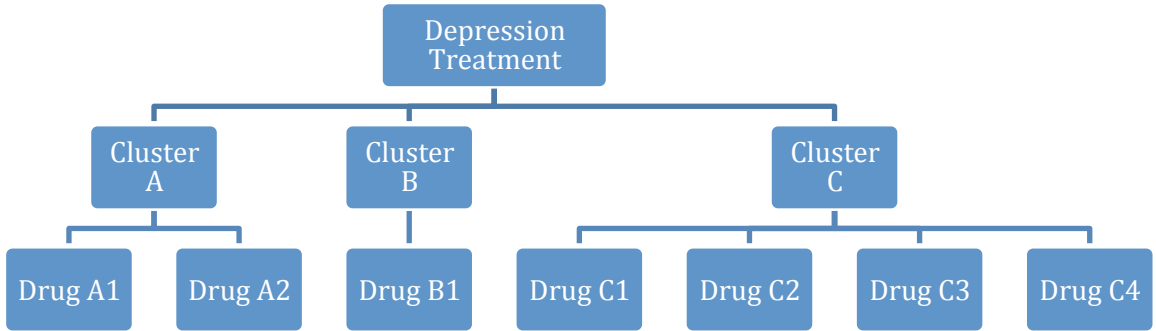 Depression
Treatment
Cluster
A
Cluster
B
Cluster
C
Drug A1
Drug A2
Drug B1
Drug C1
Drug C2
Drug C3
Drug C4